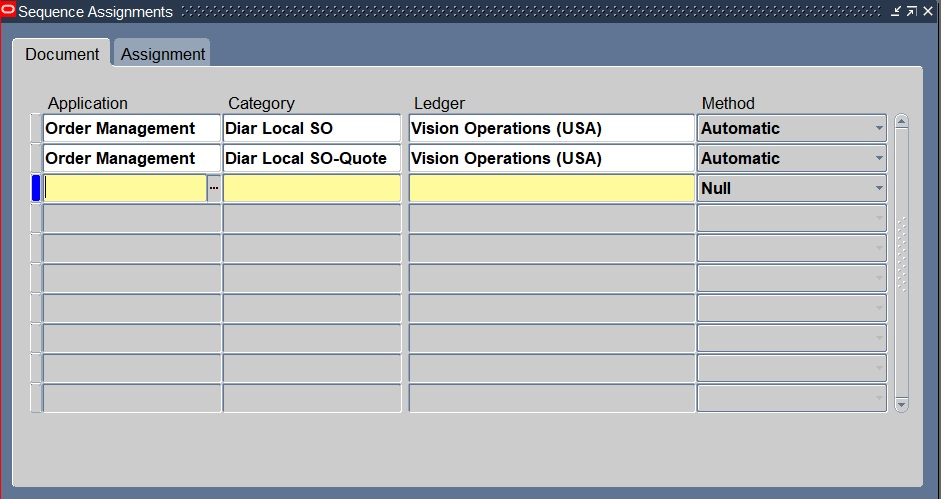 Sequence Assignments
Document Assignment
Application Category Ledger Method
Order Management Diar Local SO Vision Operations (USA) Automatic
Order Management Diar Local SO-Quote Vision Operations (USA) Automatic
... Null